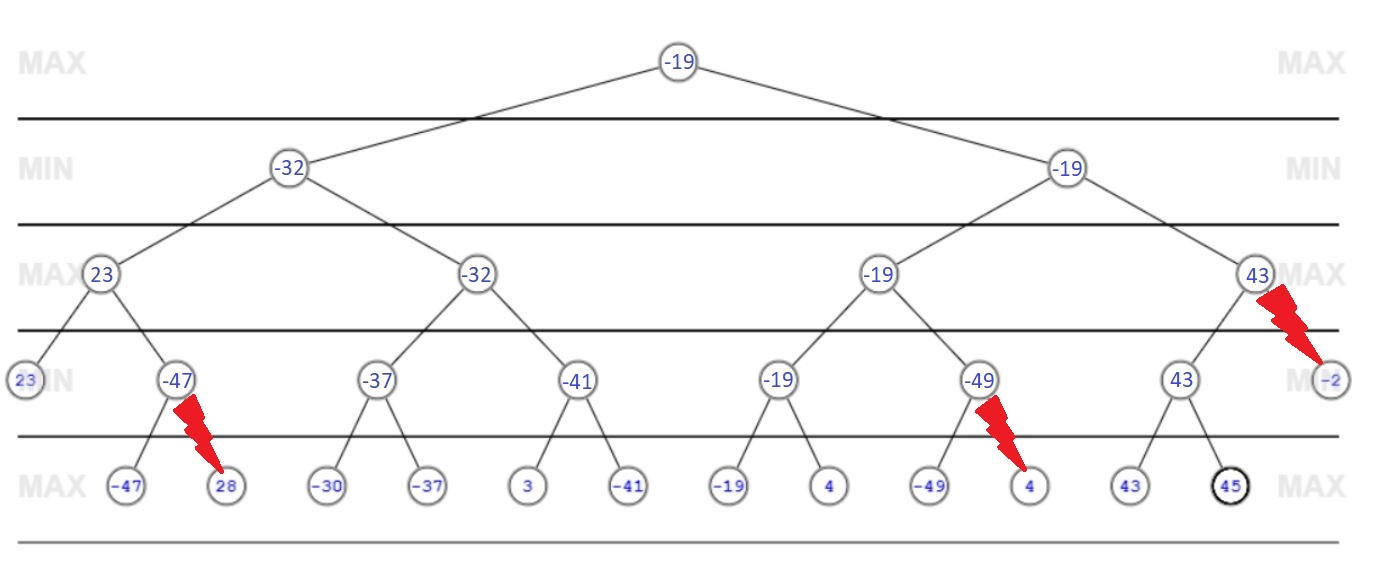 MAX -19 MAX
MIN -32 -19 MIN
MAX 23 -32 -19 43 MAX
23 MIN -47 -37 -41 -19 -49 43 MIN -2
MAX -47 28 -30 -37 3 -41 -19 4 -49 4 43 45 MAX